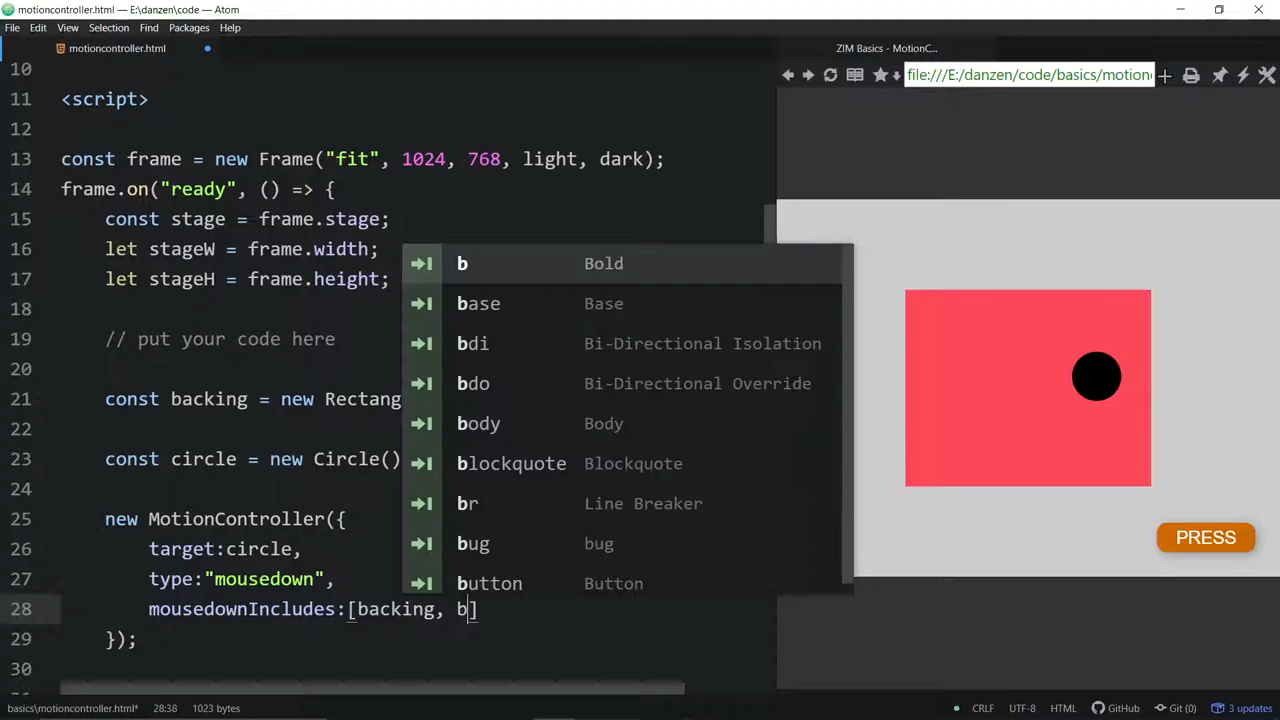 motioncontroller.html — E:\danzen\code — Atom
File Edit View Selection Find Packages Help
motioncontroller.html
ZIM Basics - MotionC...
file:///E:/danzen/code/basics/motion
10
11 <script>
12
13 const frame = new Frame("fit", 1024, 768, light, dark);
14 frame.on("ready", () => {
15 const stage = frame.stage;
16 let stageW = frame.width;
17 let stageH = frame.height;
18
19 // put your code here
20
21 const backing = new Rectang
22
23 const circle = new Circle()
24
25 new MotionController({
26 target:circle,
27 type:"mousedown",
28 mousedownIncludes:[backing, b]
29 });
30
b Bold
base Base
bdi Bi-Directional Isolation
bdo Bi-Directional Override
body Body
blockquote Blockquote
br Line Breaker
bug bug
button Button
PRESS
basics\motioncontroller.html* 28:38 1023 bytes CRLF UTF-8 HTML GitHub Git (0) 3 updates